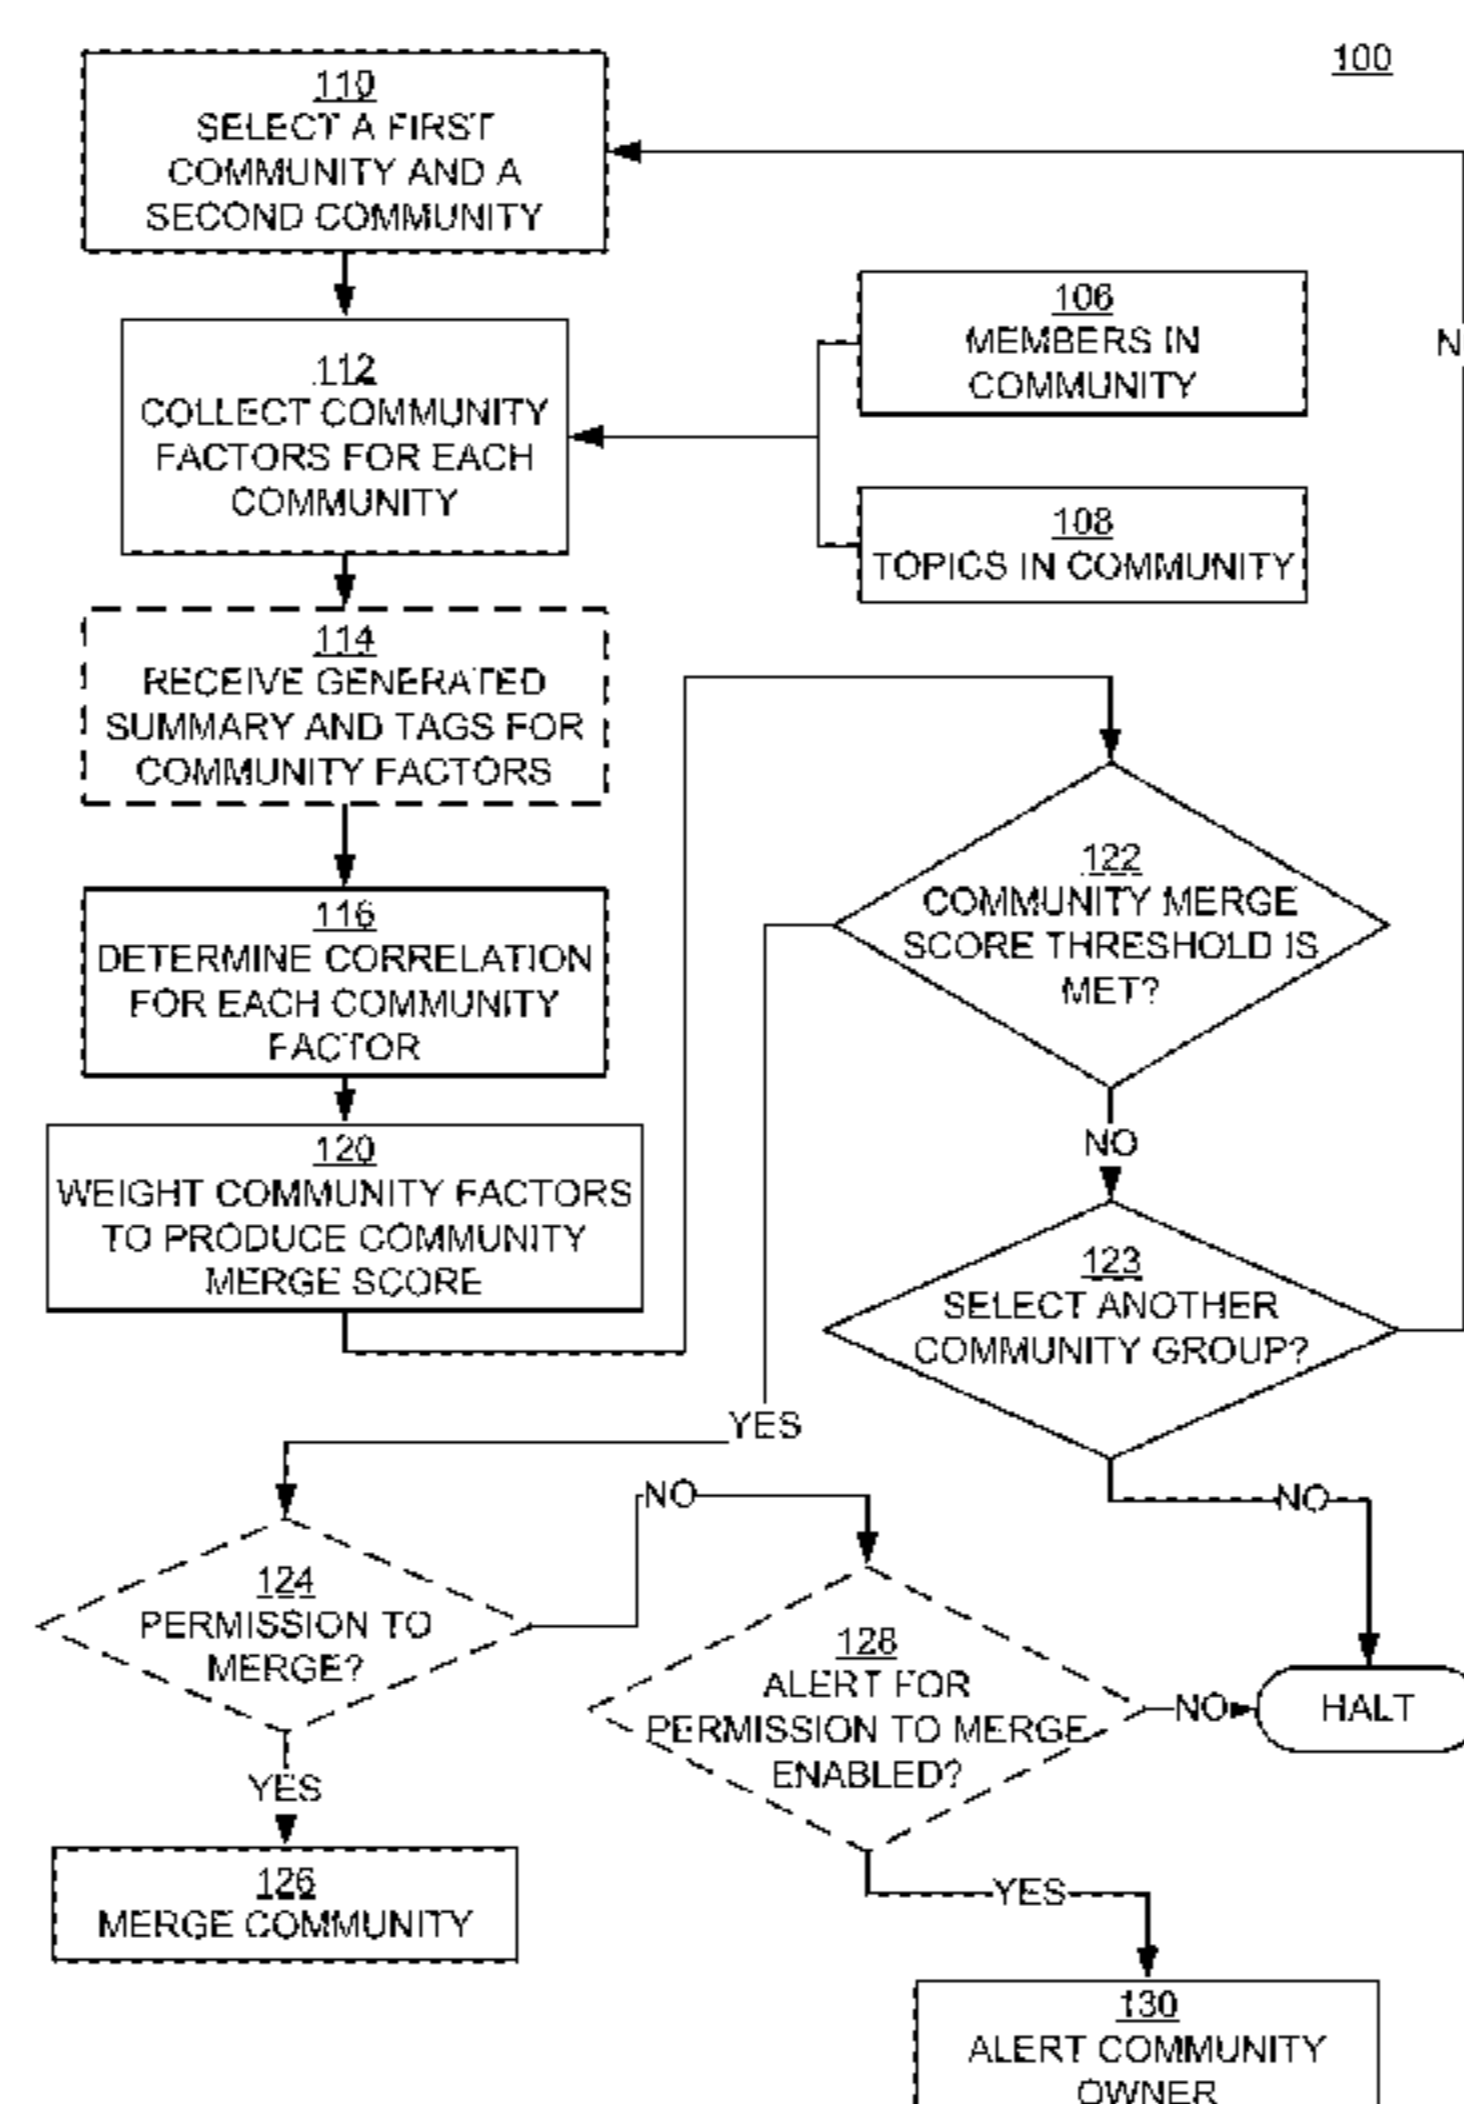 100
110
SELECT A FIRST
COMMUNITY AND A
SECOND COMMUNITY
106
MEMBERS IN
COMMUNITY
N
112
COLLECT COMMUNITY
FACTORS FOR EACH
COMMUNITY
108
TOPICS IN COMMUNITY
114
RECEIVE GENERATED
SUMMARY AND TAGS FOR
COMMUNITY FACTORS
122
COMMUNITY MERGE
SCORE THRESHOLD IS
MET?
116
DETERMINE CORRELATION
FOR EACH COMMUNITY
FACTOR
NO
120
WEIGHT COMMUNITY FACTORS
TO PRODUCE COMMUNITY
MERGE SCORE
123
SELECT ANOTHER
COMMUNITY GROUP?
YES
NO
NO
124
PERMISSION TO
MERGE?
128
ALERT FOR
PERMISSION TO MERGE
ENABLED?
NO
HALT
YES
126
MERGE COMMUNITY
YES
130
ALERT COMMUNITY
OWNER